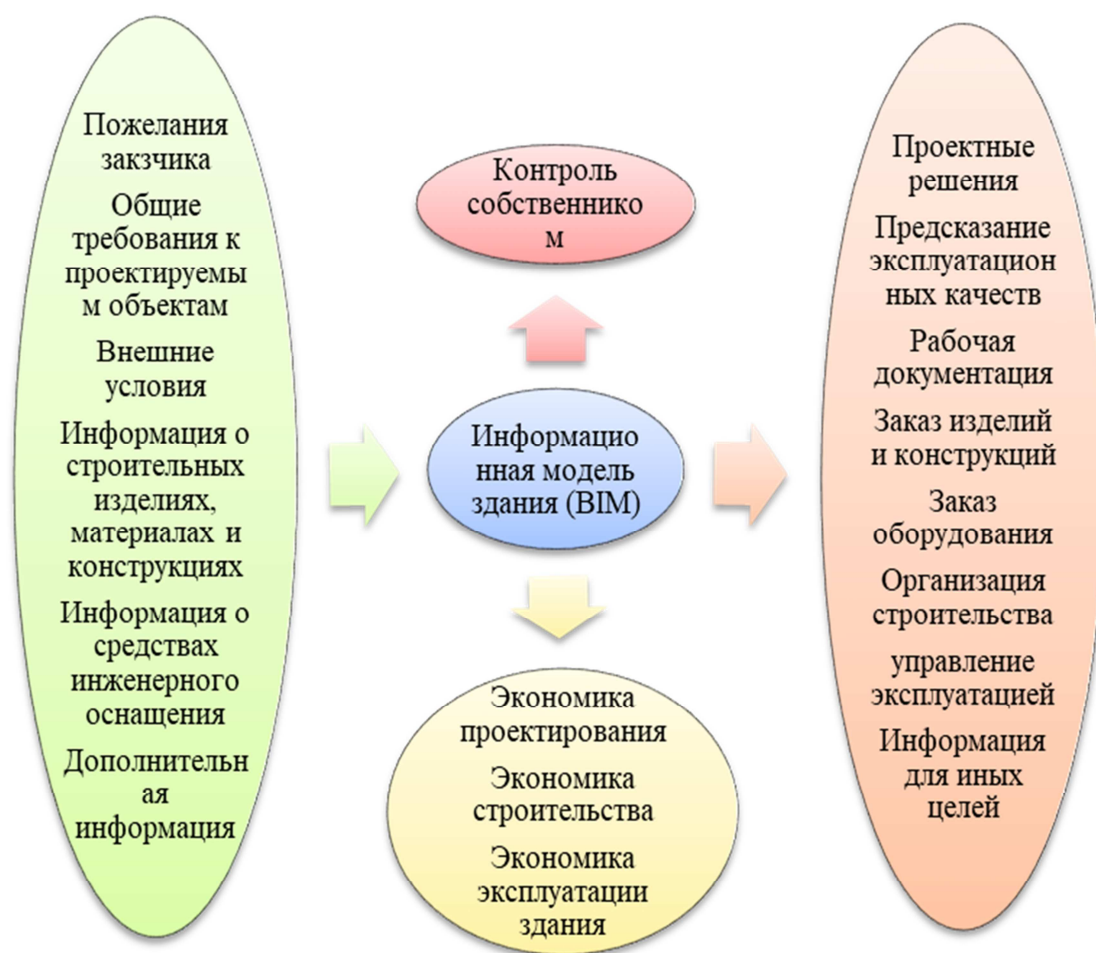 Пожелания
закзчика
Общие
требования к
проектируемы
м объектам
Внешние
условия
Информация о
строительных
изделиях,
материалах и
конструкциях
Информация о
средствах
инженерного
оснащения
Дополнительн
ая
информация
Контроль
собственнико
м
Информацио
нная модель
здания (BIM)
Экономика
проектирования
Экономика
строительства
Экономика
эксплуатации
здания
Проектные
решения
Предсказание
эксплуатацион
ных качеств
Рабочая
документация
Заказ изделий
и конструкций
Заказ
оборудования
Организация
строительства
управление
эксплуатацией
Информация
для иных
целей